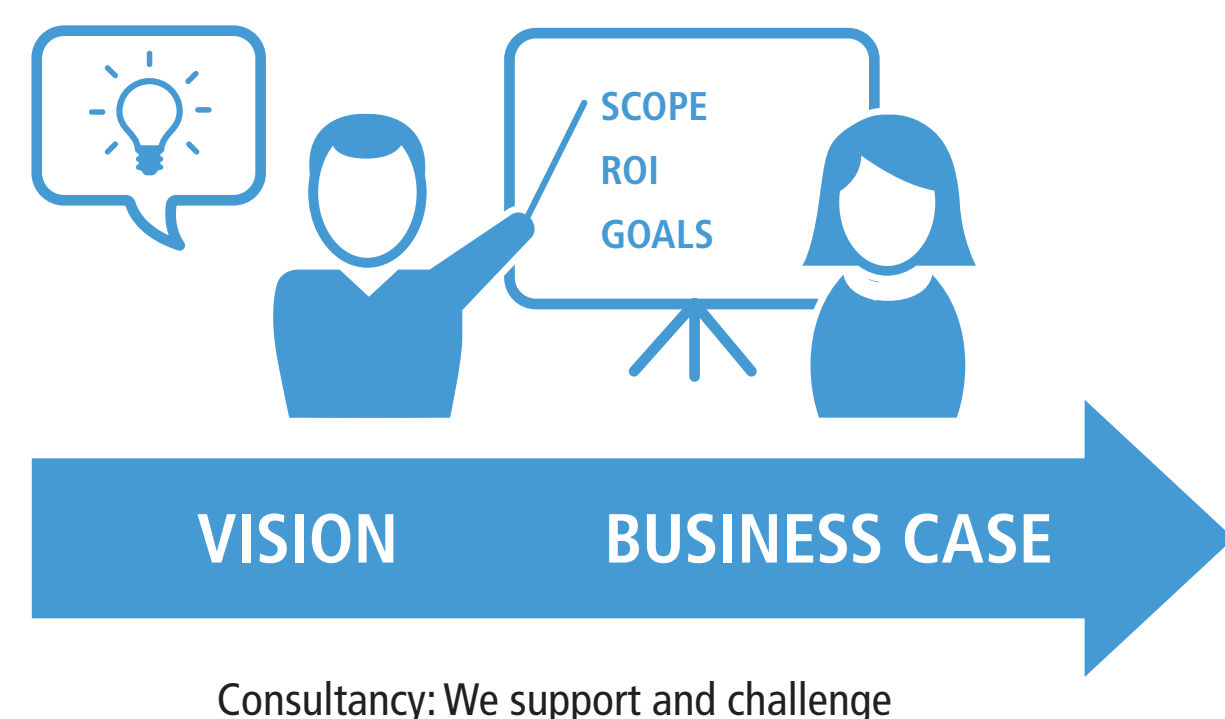 SCOPE
ROI
GOALS
VISION
BUSINESS CASE
Consultancy: We support and challenge